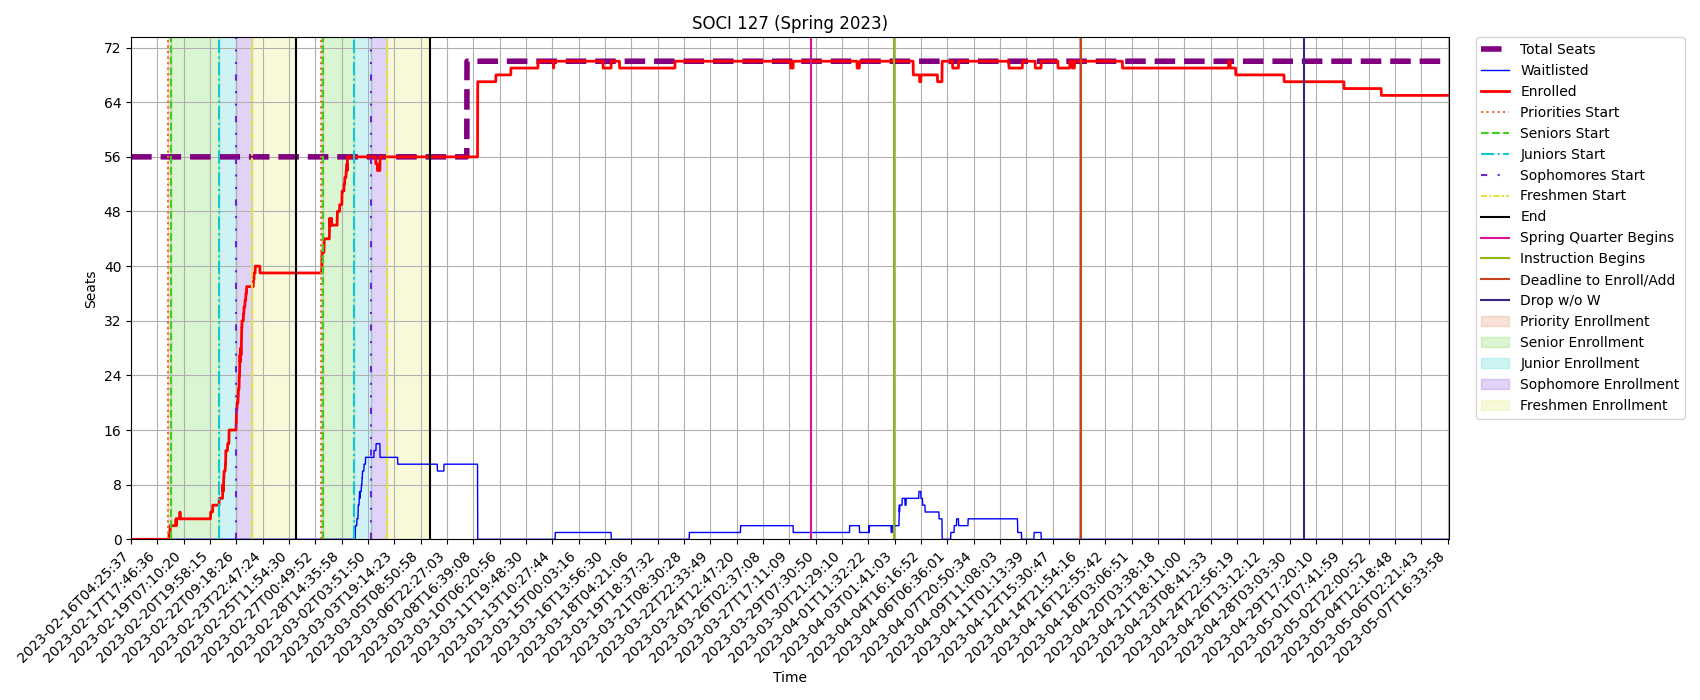 SOCI 127 (Spring 2023)
Seats
72
64
56
48
40
32
24
16
8
0
2023-02-16T04:25:37
2023-02-17T17:46:36
2023-02-19T07:10:20
2023-02-20T19:58:15
2023-02-22T09:18:26
2023-02-23T22:47:24
2023-02-25T11:54:30
2023-02-27T00:49:52
2023-02-28T14:35:58
2023-03-02T03:51:50
2023-03-03T19:14:23
2023-03-05T08:50:58
2023-03-06T22:27:03
2023-03-08T16:39:08
2023-03-10T06:20:56
2023-03-11T19:48:30
2023-03-13T10:27:44
2023-03-15T00:03:16
2023-03-16T13:56:30
2023-03-18T04:21:06
2023-03-19T18:37:32
2023-03-21T08:30:28
2023-03-22T22:33:49
2023-03-24T12:47:20
2023-03-26T02:37:08
2023-03-27T17:11:09
2023-03-29T07:30:50
2023-03-30T21:29:10
2023-04-01T11:32:22
2023-04-03T01:41:03
2023-04-04T16:16:52
2023-04-06T06:36:01
2023-04-07T20:50:34
2023-04-09T11:08:03
2023-04-11T01:13:39
2023-04-12T15:30:47
2023-04-14T21:54:16
2023-04-16T12:55:42
2023-04-18T03:06:51
2023-04-20T03:38:18
2023-04-21T18:11:00
2023-04-23T08:41:33
2023-04-24T22:56:19
2023-04-26T13:12:12
2023-04-28T03:03:30
2023-04-29T17:20:10
2023-05-01T07:41:59
2023-05-02T22:00:52
2023-05-04T12:18:48
2023-05-06T02:21:43
2023-05-07T16:33:58
Time
Total Seats
Waitlisted
Enrolled
Priorities Start
Seniors Start
Juniors Start
Sophomores Start
Freshmen Start
End
Spring Quarter Begins
Instruction Begins
Deadline to Enroll/Add
Drop w/o W
Priority Enrollment
Senior Enrollment
Junior Enrollment
Sophomore Enrollment
Freshmen Enrollment